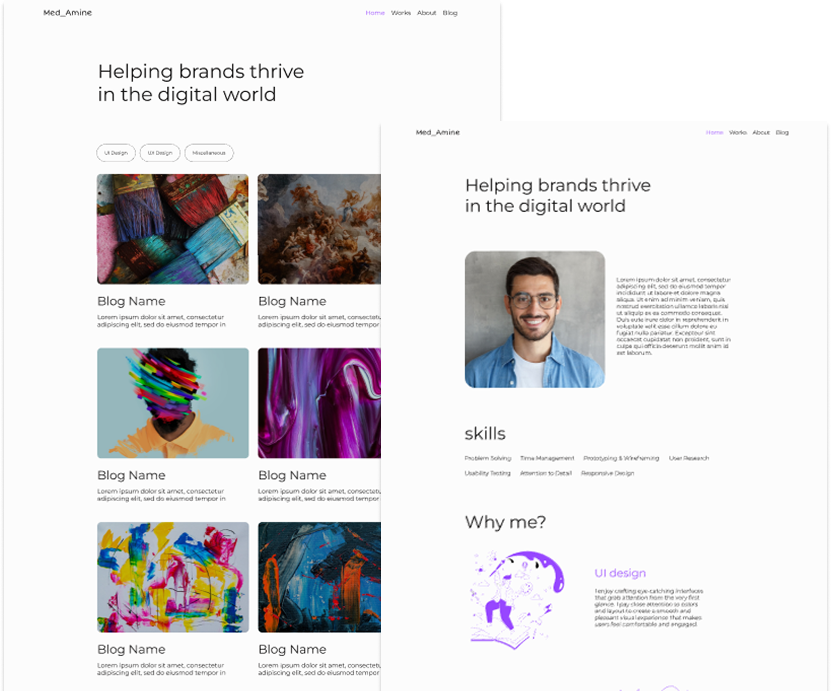 Med_Amine
Home Works About Blog
Helping brands thrive
in the digital world
UI Design UX Design Miscellaneous
Blog Name
Lorem ipsum dolor sit amet, consectetur
adipiscing elit, sed do eiusmod tempor in
Lorem ipsum dolor sit amet, consectetu
adipiscing elit, sed do eiusmod tempor
Blog Name
Blog Name
Lorem ipsum dolor sit amet, consectetur
adipiscing elit, sed do eiusmod tempor in
Blog Name
Lorem ipsum dolor sit amet, consectetu
adipiscing elit, sed do eiusmod tempor
Blog Name
Lorem ipsum dolor sit amet, consectetur
adipiscing elit, sed do eiusmod tempor in
Blog Name
Lorem ipsum dolor sit amet, consectetu
adipiscing elit, sed do eiusmod tempor
Med_Amine
Home Works About Blog
Helping brands thrive
in the digital world
Lorem ipsum dolor sit amet, consectetur
adipiscing elit, sed do eiusmod tempor
incididunt ut labore et dolore magna
aliqua. Ut enim ad minim veniam, quis
nostrud exercitation ullamco laboris nisi
ut aliquip ex ea commodo consequat.
Duis aute irure dolor in reprehenderit in
voluptate velit esse cillum dolore eu
fugiat nulla pariatur. Excepteur sint
occaecat cupidatat non proident, sunt in
culpa qui officia deserunt mollit anim id
est laborum.
skills
Problem Solving Time Management Prototyping & Wireframing User Research
Usability Testing Attention to Detail Responsive Design
Why me?
UI design
I enjoy crafting eye-catching interfaces
that grab attention from the very first
glance. I pay close attention to colors
and layout to create a smooth and
pleasant visual experience that makes
users feel comfortable and engaged.